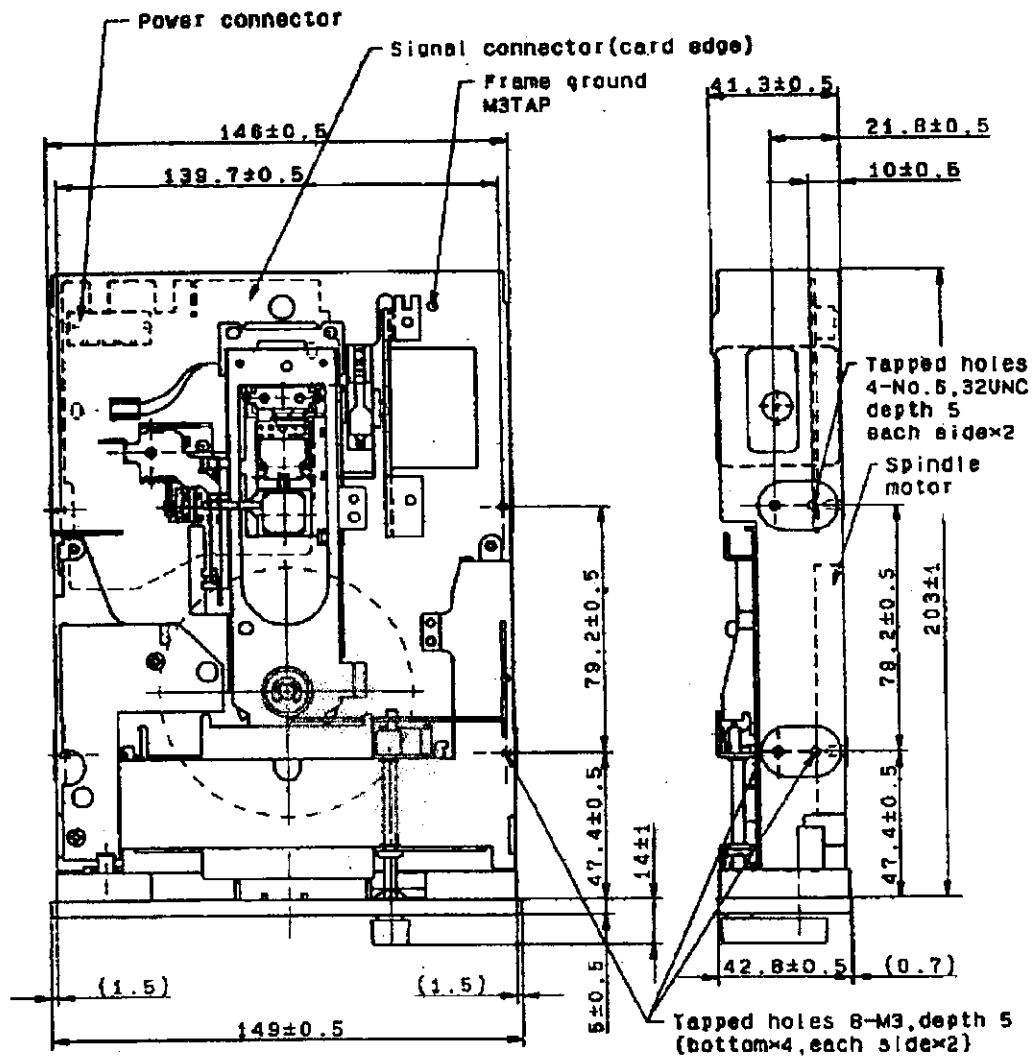 Power connector
Signal connector(card edge)
Frame ground
M3TAP
41.3±0.5
21.8±0.5
10±0.5
146±0.5
139.7±0.5
Tapped holes
4-No.6,32UNC
depth 5
each side×2
Spindle
motor
79.2±0.5
47.4±0.5
14±1
5±0.5
203±1
79.2±0.5
47.4±0.5
(1.5)
(1.5)
149±0.5
42.8±0.5
(0.7)
Tapped holes 8-M3,depth 5
(bottom×4,each side×2)